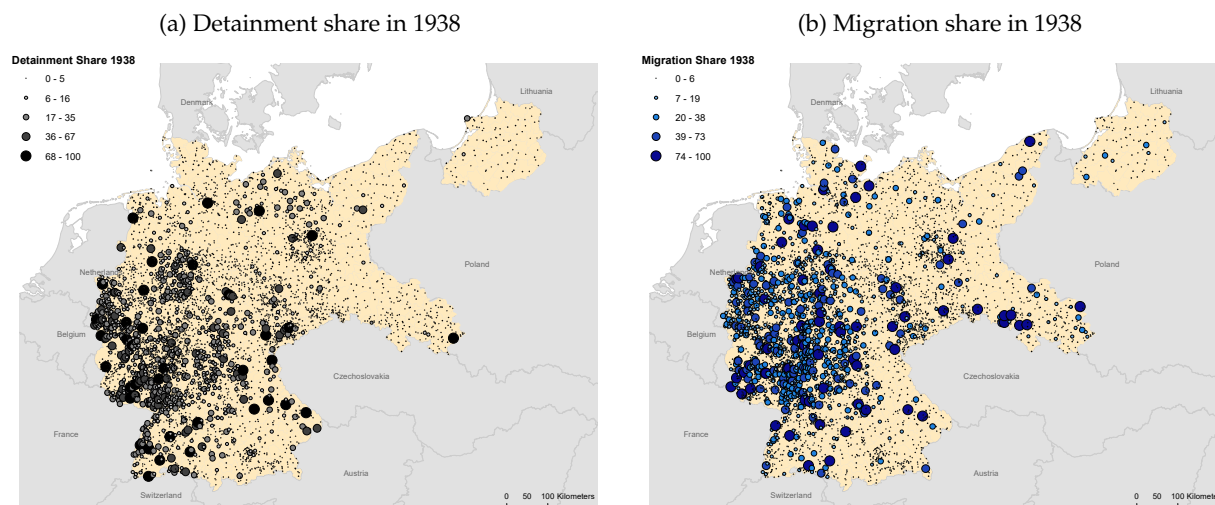 (a) Detainment share in 1938
Detainment Share 1938
0 - 5
6 - 16
17 - 35
36 - 67
68 - 100
Denmark
Lithuania
Netherland
Poland
Belgium
Czechoslovakia
France
Austria
Switzerland
0 50 100 Kilometers
(b) Migration share in 1938
Migration Share 1938
0 - 6
7 - 19
20 - 38
39 - 73
74 - 100
Denmark
Lithuania
Netherland
Poland
Belgium
Czechoslovakia
France
Austria
Switzerland
0 50 100 Kilomete